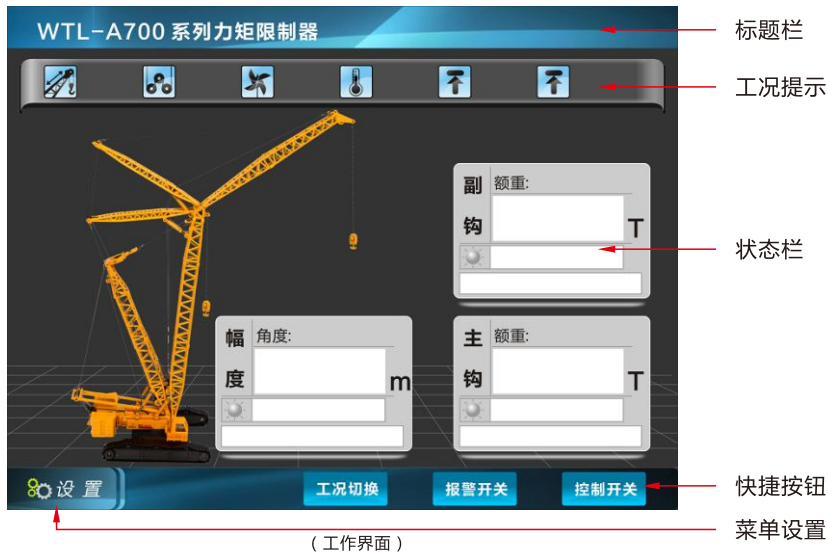 WTL-A700 系列力矩限制器
标题栏
工况提示
副钩
额重:
T
状态栏
幅度
角度:
m
主钩
额重:
T
设 置
工况切换
报警开关
控制开关
快捷按钮
菜单设置
(工作界面)